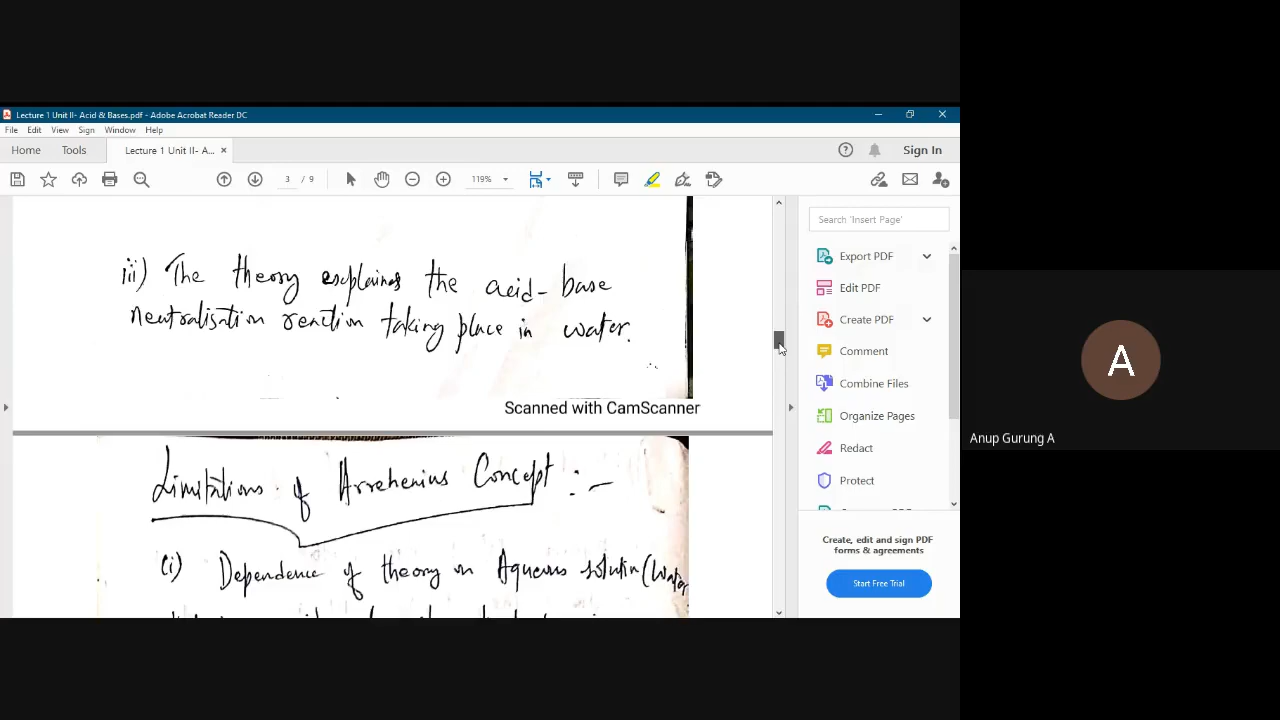 Lecture 1 Unit II- Acid & Bases.pdf - Adobe Acrobat Reader DC
File Edit View Sign Window Help
Home Tools Lecture 1 Unit II- A... × Sign In
3 / 9 119%
Search 'Insert Page'
iii) The theory explains the acid-base
neutralisation reaction taking place in water.
Scanned with CamScanner
Limitations of Arrehenius Concept :-
(i) Dependence of theory on Aqueous solutin (Water
Export PDF
Edit PDF
Create PDF
Comment
Combine Files
Organize Pages
Redact
Protect
Create, edit and sign PDF
forms & agreements
Start Free Trial
A
Anup Gurung A